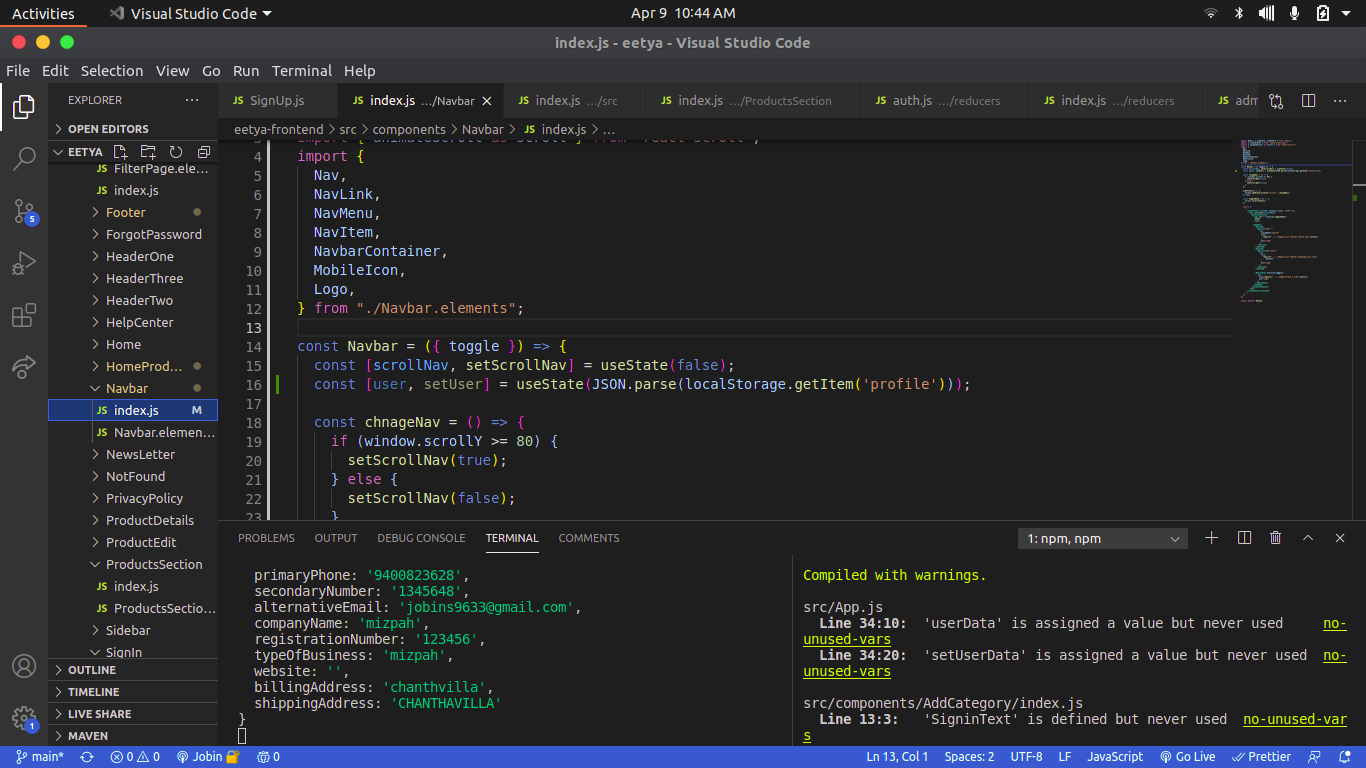 Activities Visual Studio Code Apr 9 10:44 AM
index.js - eetya - Visual Studio Code
File Edit Selection View Go Run Terminal Help
EXPLORER ...
JS SignUp.js JS index.js .../Navbar JS index.js .../src JS index.js .../ProductsSection JS auth.js .../reducers JS index.js .../reducers JS adm
OPEN EDITORS
eetya-frontend > src > components > Navbar > JS index.js > ...
EETYA
FilterPage.ele...
JS index.js
Footer
ForgotPassword
HeaderOne
HeaderThree
HeaderTwo
HelpCenter
Home
HomeProd...
Navbar
JS index.js M
JS Navbar.elemen...
NewsLetter
NotFound
PrivacyPolicy
ProductDetails
ProductEdit
ProductsSection
JS index.js
JS ProductsSectio...
Sidebar
SignIn
OUTLINE
TIMELINE
LIVE SHARE
MAVEN
5
1
4 import {
5 Nav,
6 NavLink,
7 NavMenu,
8 NavItem,
9 NavbarContainer,
10 MobileIcon,
11 Logo,
12 } from "./Navbar.elements";
13
14 const Navbar = ({ toggle }) => {
15 const [scrollNav, setScrollNav] = useState(false);
16 const [user, setUser] = useState(JSON.parse(localStorage.getItem('profile')));
17
18 const chnageNav = () => {
19 if (window.scrollY >= 80) {
20 setScrollNav(true);
21 } else {
22 setScrollNav(false);
23 }
PROBLEMS OUTPUT DEBUG CONSOLE TERMINAL COMMENTS 1: npm, npm
primaryPhone: '9400823628',
secondaryNumber: '1345648',
alternativeEmail: 'jobins9633@gmail.com',
companyName: 'mizpah',
registrationNumber: '123456',
typeOfBusiness: 'mizpah',
website: '',
billingAddress: 'chanthvilla',
shippingAddress: 'CHANTHAVILLA'
}
Compiled with warnings.
src/App.js
Line 34:10: 'userData' is assigned a value but never used no-
unused-vars
Line 34:20: 'setUserData' is assigned a value but never used no-
unused-vars
src/components/AddCategory/index.js
Line 13:3: 'SigninText' is defined but never used no-unused-var
s
main* 0 0 Jobin 0 Ln 13, Col 1 Spaces: 2 UTF-8 LF JavaScript Go Live Prettier